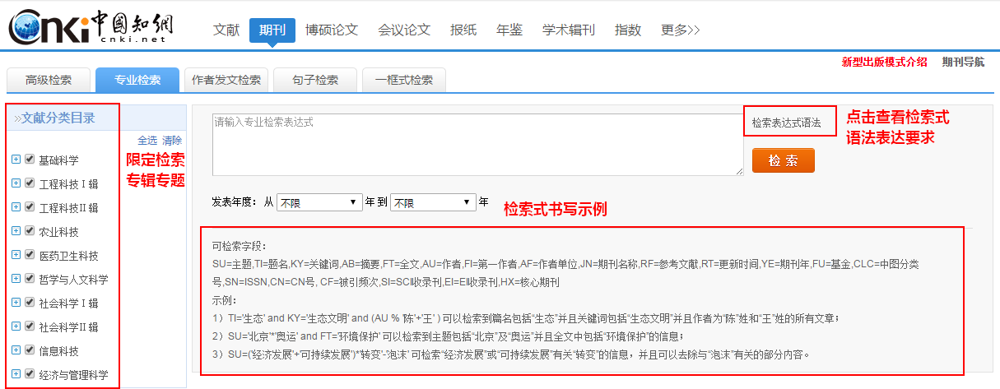 Cnki中國知網
cnki.net
文献 期刊 博硕论文 会议论文 报纸 年鉴 学术辑刊 指数 更多>>
新型出版模式介绍 期刊导航
高级检索 专业检索 作者发文检索 句子检索 一框式检索
»文献分类目录
全选 清除
限定检索
专辑专题
基础科学
工程科技Ⅰ辑
工程科技II辑
农业科技
医药卫生科技
哲学与人文科学
社会科学Ⅰ辑
社会科学II辑
信息科技
经济与管理科学
请输入专业检索表达式
检索表达式语法
点击查看检索式
语法表达要求
检 索
发表年度: 从 不限 年 到 不限 年
检索式书写示例
可检索字段:
SU=主题,TI=题名,KY=关键词,AB=摘要,FT=全文,AU=作者,FI=第一作者,AF=作者单位,JN=期刊名称,RF=参考文献,RT=更新时间,YE=期刊年,FU=基金,CLC=中图分类
号,SN=ISSN,CN=CN号, CF=被引频次,SI=SCI收录刊,EI=EI收录刊,HX=核心期刊
示例:
1）TI='生态' and KY='生态文明' and (AU % '陈'+'王' ) 可以检索到篇名包括“生态”并且关键词包括“生态文明”并且作者为“陈”姓和“王”姓的所有文章；
2）SU='北京'*'奥运' and FT='环境保护' 可以检索到主题包括“北京”及“奥运”并且全文中包括“环境保护”的信息；
3）SU=('经济发展'+'可持续发展')*'转变'-'泡沫' 可检索“经济发展”或“可持续发展”有关“转变”的信息，并且可以去除与“泡沫”有关的部分内容。